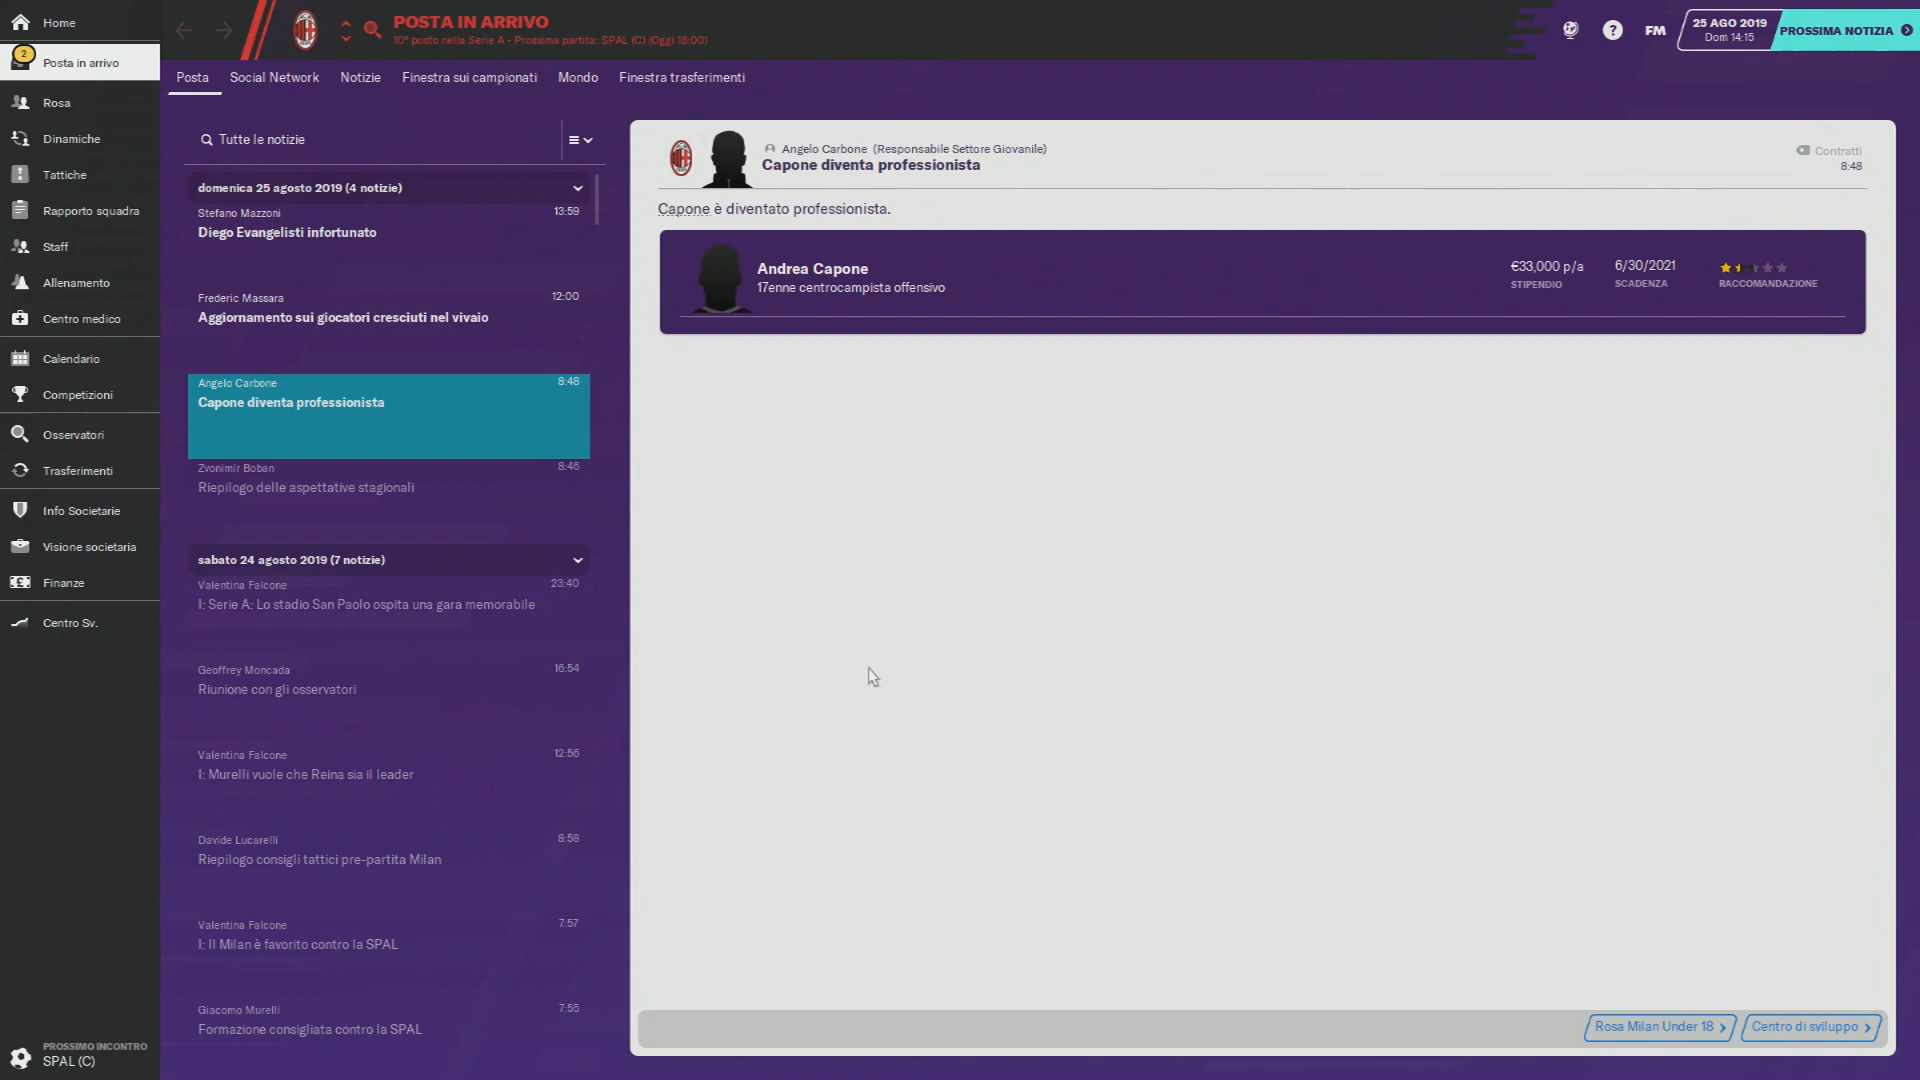 Home
2
Posta in arrivo
Rosa
Dinamiche
Tattiche
Rapporto squadra
Staff
Allenamento
Centro medico
Calendario
Competizioni
Osservatori
Trasferimenti
Info Societarie
Visione societaria
Finanze
Centro Sv.
PROSSIMO INCONTRO
SPAL (C)
POSTA IN ARRIVO
10° posto nella Serie A - Prossima partita: SPAL (C) (Oggi 18:00)
?
FM
25 AGO 2019
Dom 14:15
PROSSIMA NOTIZIA
Posta Social Network Notizie Finestra sui campionati Mondo Finestra trasferimenti
Tutte le notizie
domenica 25 agosto 2019 (4 notizie)
Stefano Mazzoni 13:59
Diego Evangelisti infortunato
Frederic Massara 12:00
Aggiornamento sui giocatori cresciuti nel vivaio
Angelo Carbone 8:48
Capone diventa professionista
Zvonimir Boban 8:46
Riepilogo delle aspettative stagionali
sabato 24 agosto 2019 (7 notizie)
Valentina Falcone 23:40
I: Serie A: Lo stadio San Paolo ospita una gara memorabile
Geoffrey Moncada 16:54
Riunione con gli osservatori
Valentina Falcone 12:56
I: Murelli vuole che Reina sia il leader
Davide Lucarelli 8:58
Riepilogo consigli tattici pre-partita Milan
Valentina Falcone 7:57
I: Il Milan è favorito contro la SPAL
Giacomo Murelli 7:55
Formazione consigliata contro la SPAL
Angelo Carbone (Responsabile Settore Giovanile)
Capone diventa professionista
Contratti
8:48
Capone è diventato professionista.
Andrea Capone
17enne centrocampista offensivo
€33,000 p/a
STIPENDIO
6/30/2021
SCADENZA
RACCOMANDAZIONE
Rosa Milan Under 18
Centro di sviluppo